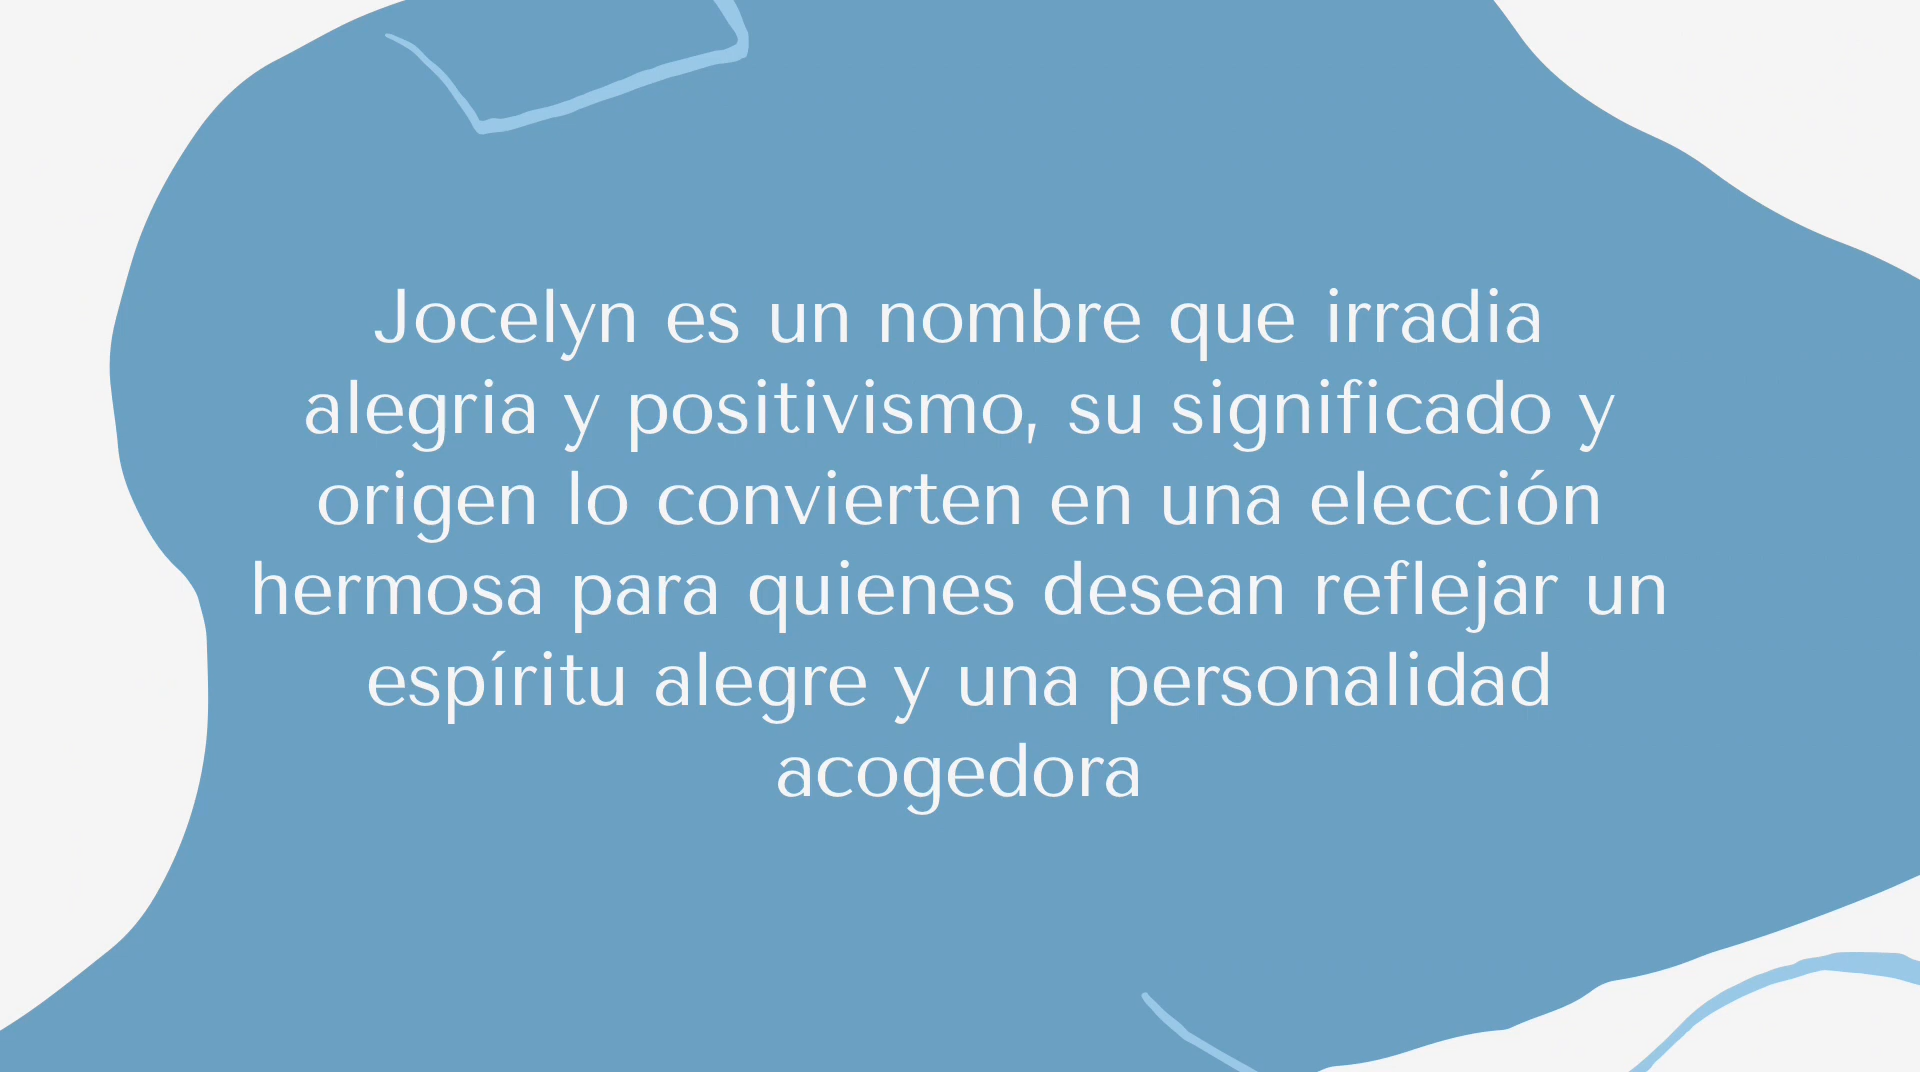 Jocelyn es un nombre que irradia
alegria y positivismo, su significado y
origen lo convierten en una elección
hermosa para quienes desean reflejar un
espíritu alegre y una personalidad
acogedora